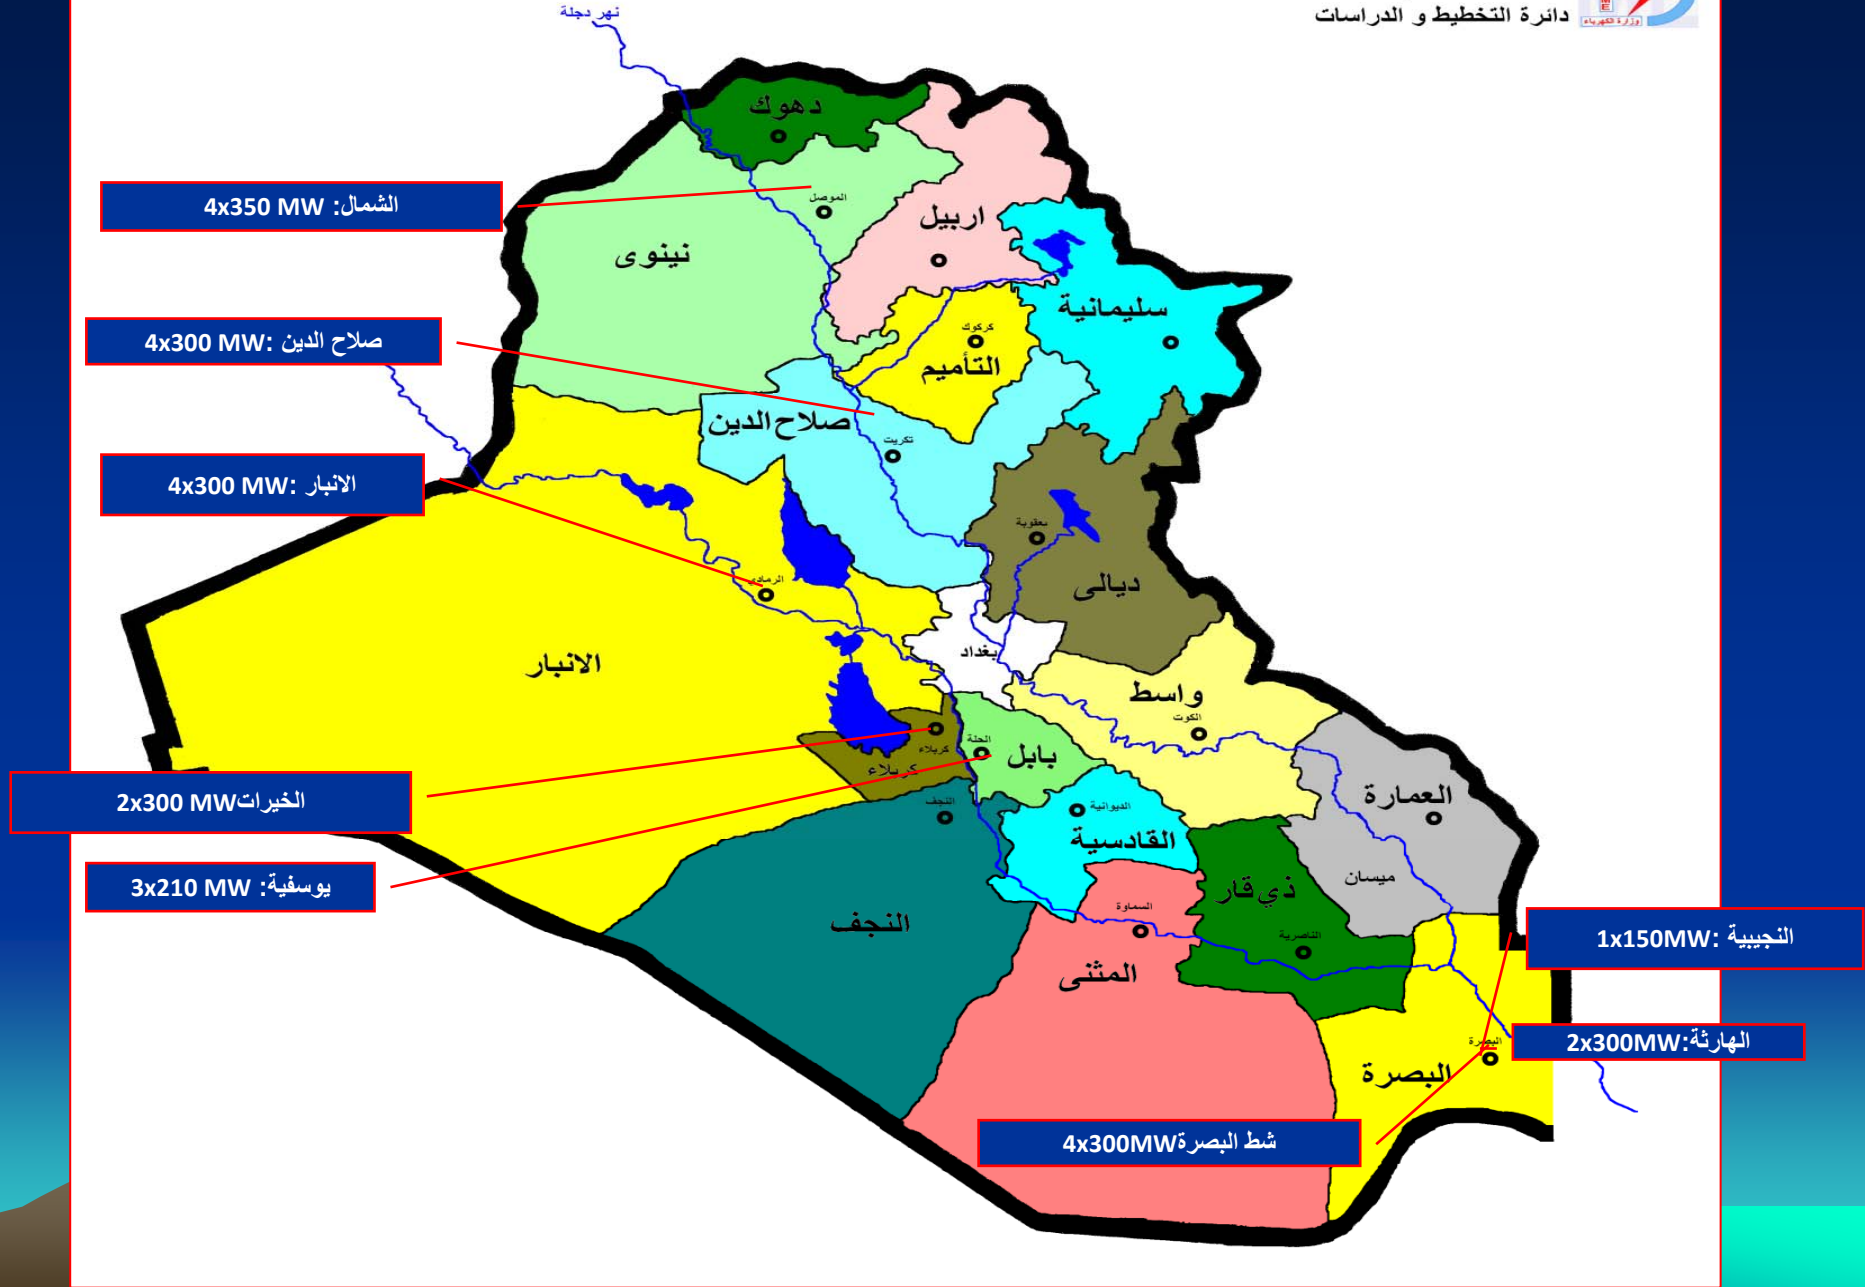 دائرة التخطيط و الدراسات
وزارة الكهرباء
نهر دجلة
دهوك
الشمال: 4x350 MW
الموصل
اربيل
نينوى
سليمانية
صلاح الدين: 4x300 MW
كركوك
التأميم
صلاح الدين
تكريت
الانبار: 4x300 MW
بعقوبة
ديالى
الرمادي
بغداد
الانبار
واسط
الكوت
الحلة
بابل
كربلاء
كربلاء
الخيرات2x300 MW
النجف
الديوانية
العمارة
القادسية
يوسفية: 3x210 MW
ميسان
ذي قار
السماوة
النجف
الناصرية
النجيبية: 1x150MW
المثنى
الهارثة:2x300MW
البصرة
البصرة
شط البصرة4x300MW